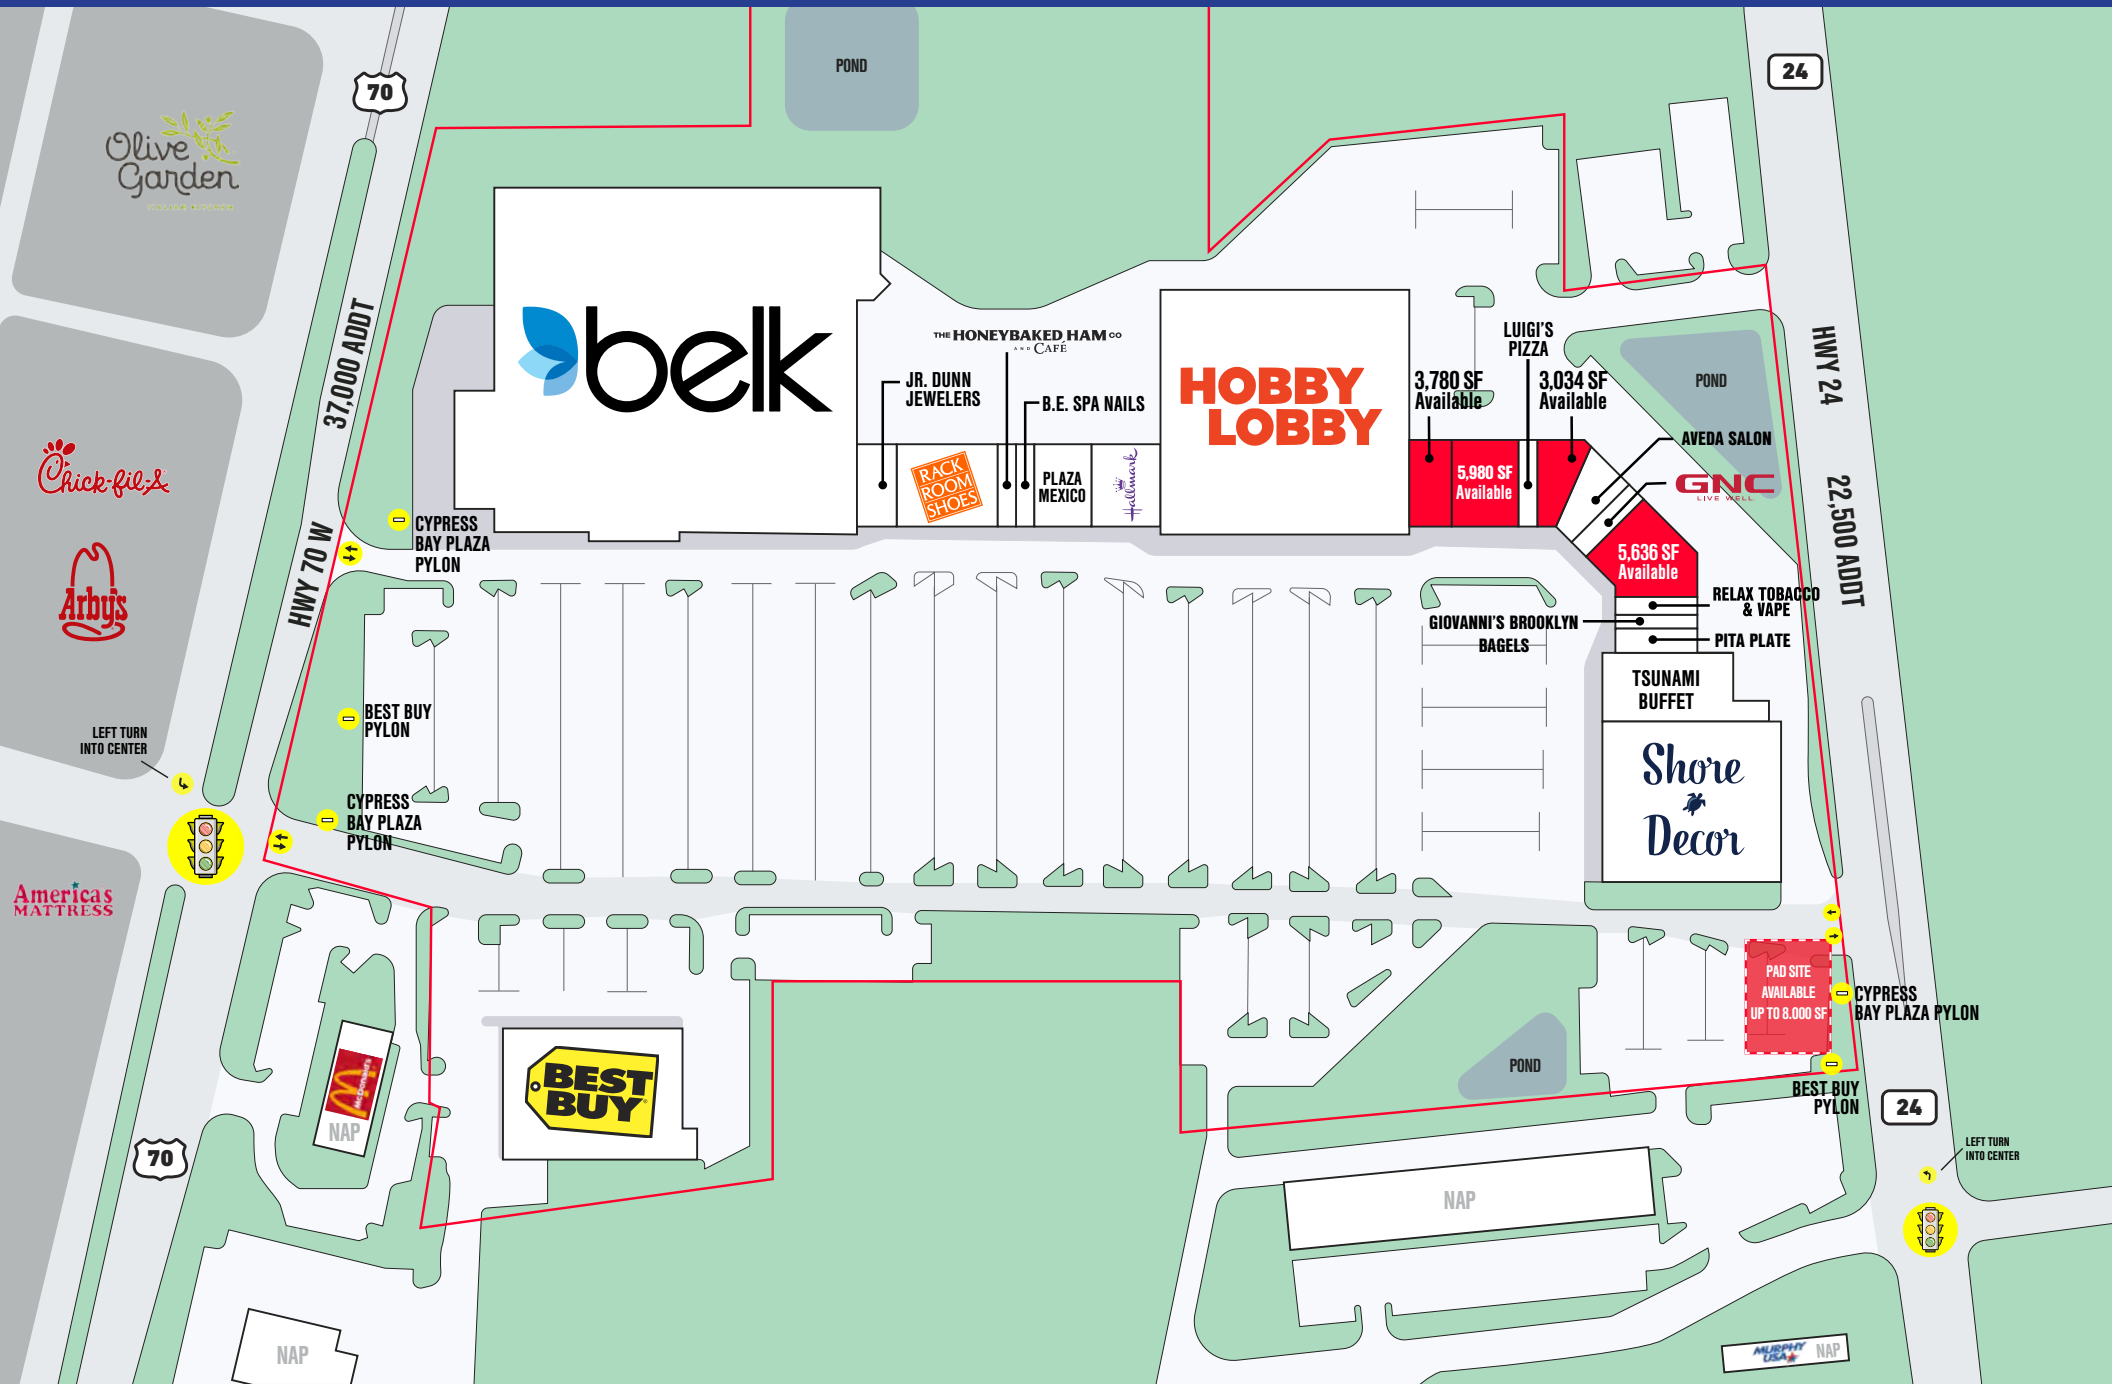 POND
24
70
Olive
Garden
THE HONEYBAKED HAM CO
AND CAFÉ
LUIGI'S
PIZZA
HWY 24
37,000 ADDT
belk
JR. DUNN
JEWELERS
B.E. SPA NAILS
HOBBY
LOBBY
3,780 SF
Available
3,034 SF
Available
POND
AVEDA SALON
Chick-fil-A
RACK
ROOM
SHOES
PLAZA
MEXICO
Hallmark
5,980 SF
Available
GNC
LIVE WELL
22,500 ADDT
CYPRESS
BAY PLAZA
PYLON
HWY 70 W
5,636 SF
Available
Arby's
RELAX TOBACCO
& VAPE
GIOVANNI'S BROOKLYN
BAGELS
PITA PLATE
TSUNAMI
BUFFET
BEST BUY
PYLON
LEFT TURN
INTO CENTER
Shore
Decor
CYPRESS
BAY PLAZA
PYLON
America's
MATTRESS
PAD SITE
AVAILABLE
UP TO 8.000 SF
CYPRESS
BAY PLAZA PYLON
McDonald's
NAP
BEST
BUY
POND
BEST BUY
PYLON
24
70
LEFT TURN
INTO CENTER
NAP
NAP
MURPHY
USA
NAP